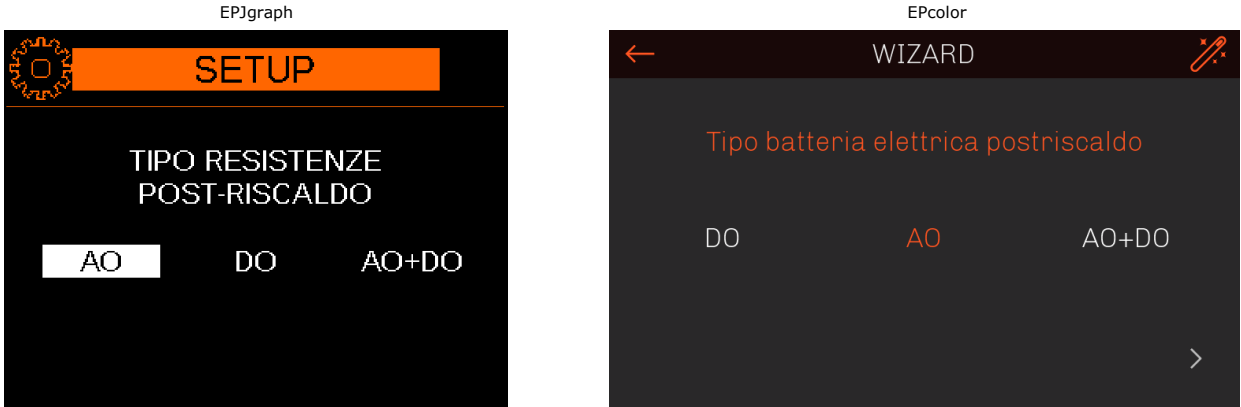 EPJgraph
SETUP
TIPO RESISTENZE
POST-RISCALDO
AO DO AO+DO
EPcolor
WIZARD
Tipo batteria elettrica postriscaldo
DO AO AO+DO